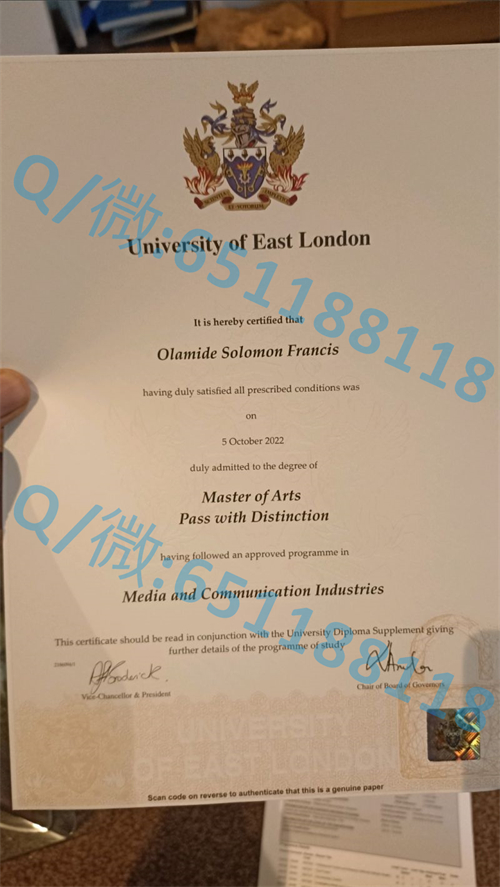 University of East London
It is hereby certified that
Olamide Solomon Francis
having duly satisfied all prescribed conditions was
on
5 October 2022
duly admitted to the degree of
Master of Arts
Pass with Distinction
having followed an approved programme in
Media and Communication Industries
This certificate should be read in conjunction with the University Diploma Supplement giving
further details of the programme of study
Vice-Chancellor & President
Chair of Board of Governors
UNIVERSITY
OF EAST LONDON
Scan code on reverse to authenticate that this is a genuine paper
Q/微:651188118
Q/微:651188118